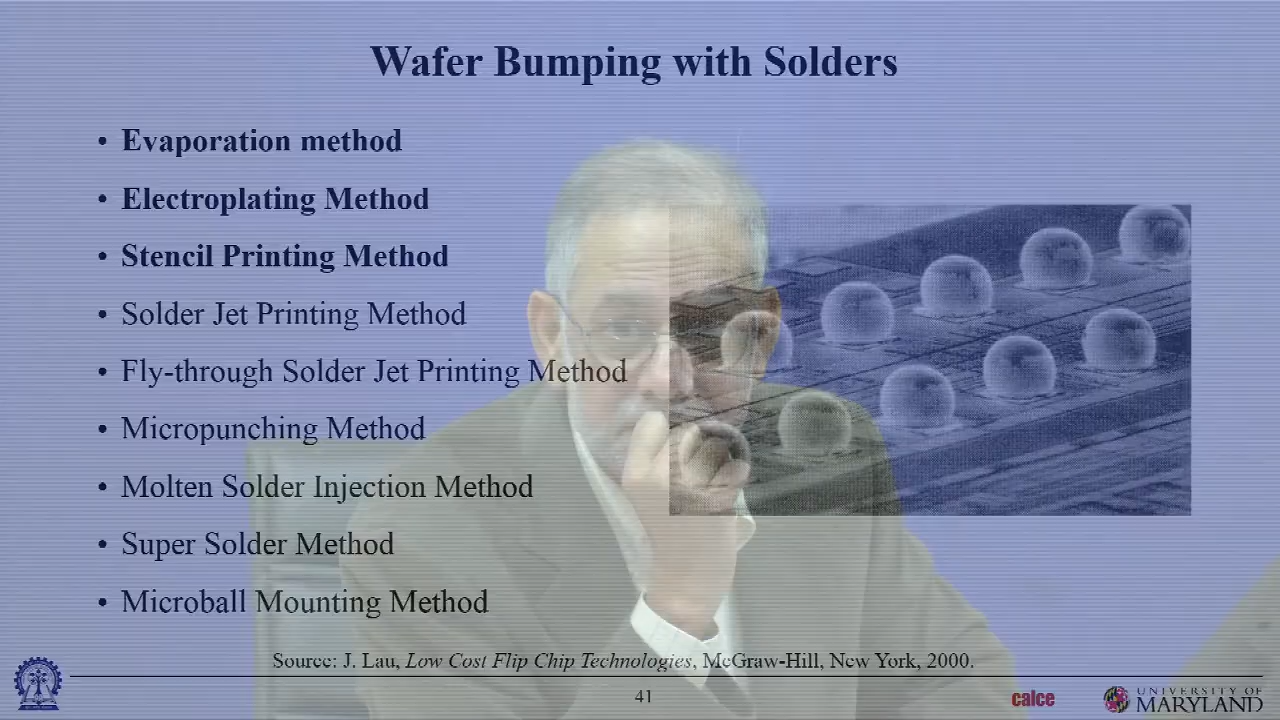 Wafer Bumping with Solders
• Evaporation method
• Electroplating Method
• Stencil Printing Method
• Solder Jet Printing Method
• Fly-through Solder Jet Printing Method
• Micropunching Method
• Molten Solder Injection Method
• Super Solder Method
• Microball Mounting Method
Source: J. Lau, Low Cost Flip Chip Technologies, McGraw-Hill, New York, 2000.
41
calce
UNIVERSITY OF
MARYLAND